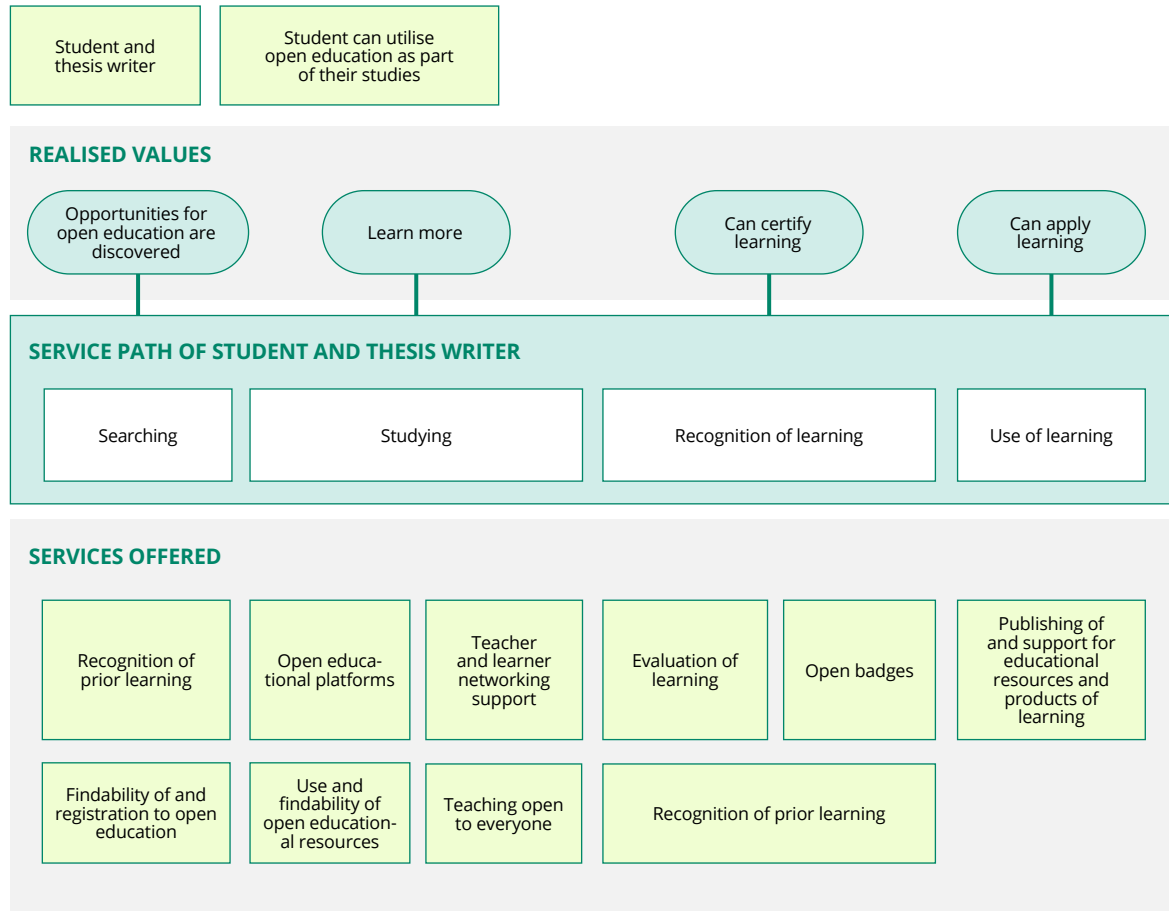 Student and
thesis writer
Student can utilise
open education as part
of their studies
REALISED VALUES
Opportunities for
open education are
discovered
Learn more
Can certify
learning
Can apply
learning
SERVICE PATH OF STUDENT AND THESIS WRITER
Searching
Studying
Recognition of learning
Use of learning
SERVICES OFFERED
Recognition of
prior learning
Open educa-
tional platforms
Teacher
and learner
networking
support
Evaluation of
learning
Open badges
Publishing of
and support for
educational
resources and
products of
learning
Findability of and
registration to open
education
Use and
findability of
open education-
al resources
Teaching open
to everyone
Recognition of prior learning